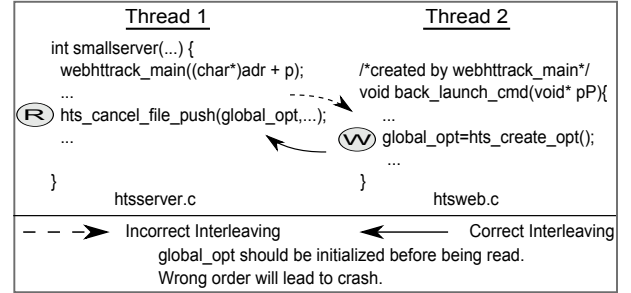 Thread 1
Thread 2
int smallserver(...) {
webhttrack_main((char*)adr + p);
...
R hts_cancel_file_push(global_opt,...);
...
}
htsserver.c
/*created by webhttrack_main*/
void back_launch_cmd(void* pP){
...
W global_opt=hts_create_opt();
...
}
htsweb.c
Incorrect Interleaving
Correct Interleaving
global_opt should be initialized before being read.
Wrong order will lead to crash.